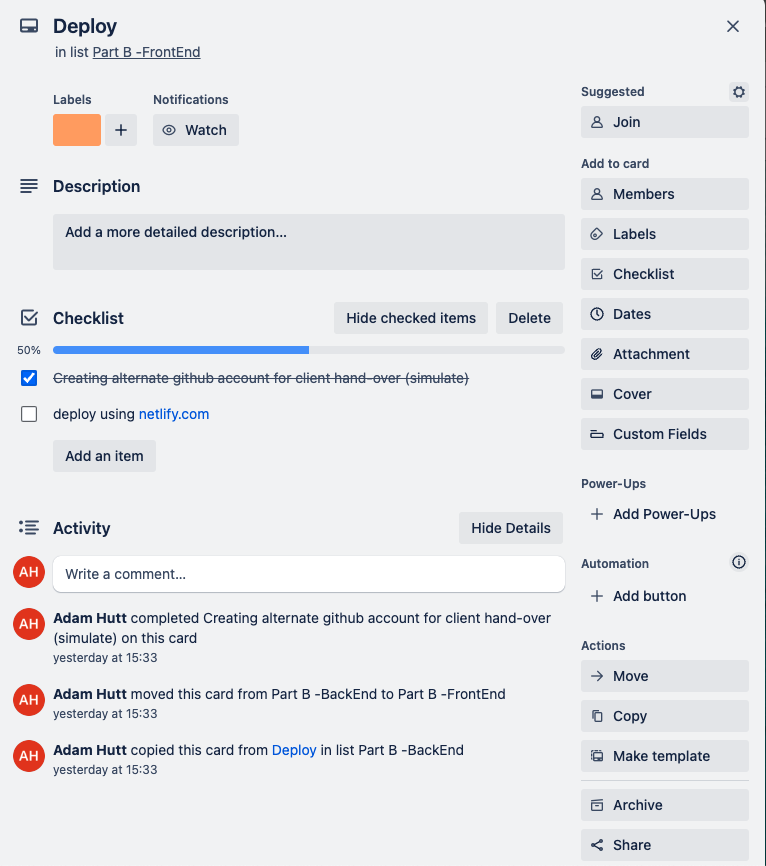 Deploy
in list Part B -FrontEnd
Labels
Notifications
Watch
Description
Add a more detailed description...
Checklist
Hide checked items
Delete
50%
Creating alternate github account for client hand-over (simulate)
deploy using netlify.com
Add an item
Activity
Hide Details
AH
Write a comment...
AH
Adam Hutt completed Creating alternate github account for client hand-over
(simulate) on this card
yesterday at 15:33
AH
Adam Hutt moved this card from Part B -BackEnd to Part B -FrontEnd
yesterday at 15:33
AH
Adam Hutt copied this card from Deploy in list Part B -BackEnd
yesterday at 15:33
Suggested
Join
Add to card
Members
Labels
Checklist
Dates
Attachment
Cover
Custom Fields
Power-Ups
Add Power-Ups
Automation
Add button
Actions
Move
Copy
Make template
Archive
Share